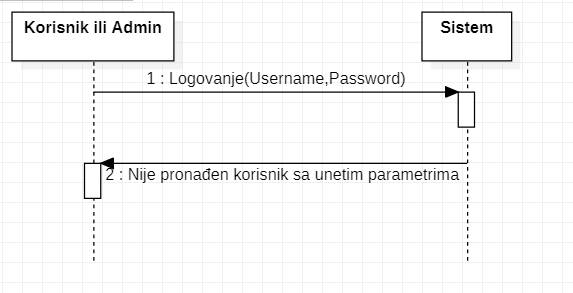 Korisnik ili Admin
Sistem
1 : Logovanje(Username,Password)
2 : Nije pronađen korisnik sa unetim parametrima